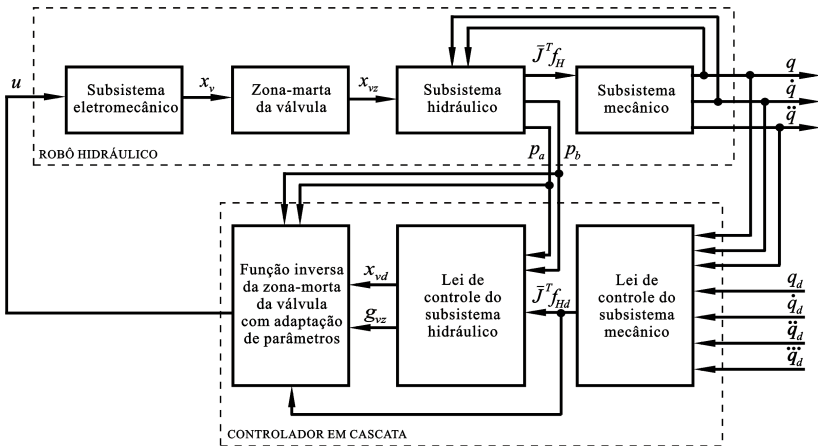 u
Subsistema
eletromecânico
x_v
Zona-marta
da válvula
x_vz
Subsistema
hidráulico
J̄^T f_H
Subsistema
mecânico
q
q̇
q̈
ROBÔ HIDRÁULICO
p_a
p_b
Função inversa
da zona-morta
da válvula
com adaptação
de parâmetros
x_vd
g_vz
Lei de
controle do
subsistema
hidráulico
J̄^T f_Hd
Lei de
controle do
subsistema
mecânico
q_d
q̇_d
q̈_d
q⃛_d
CONTROLADOR EM CASCATA